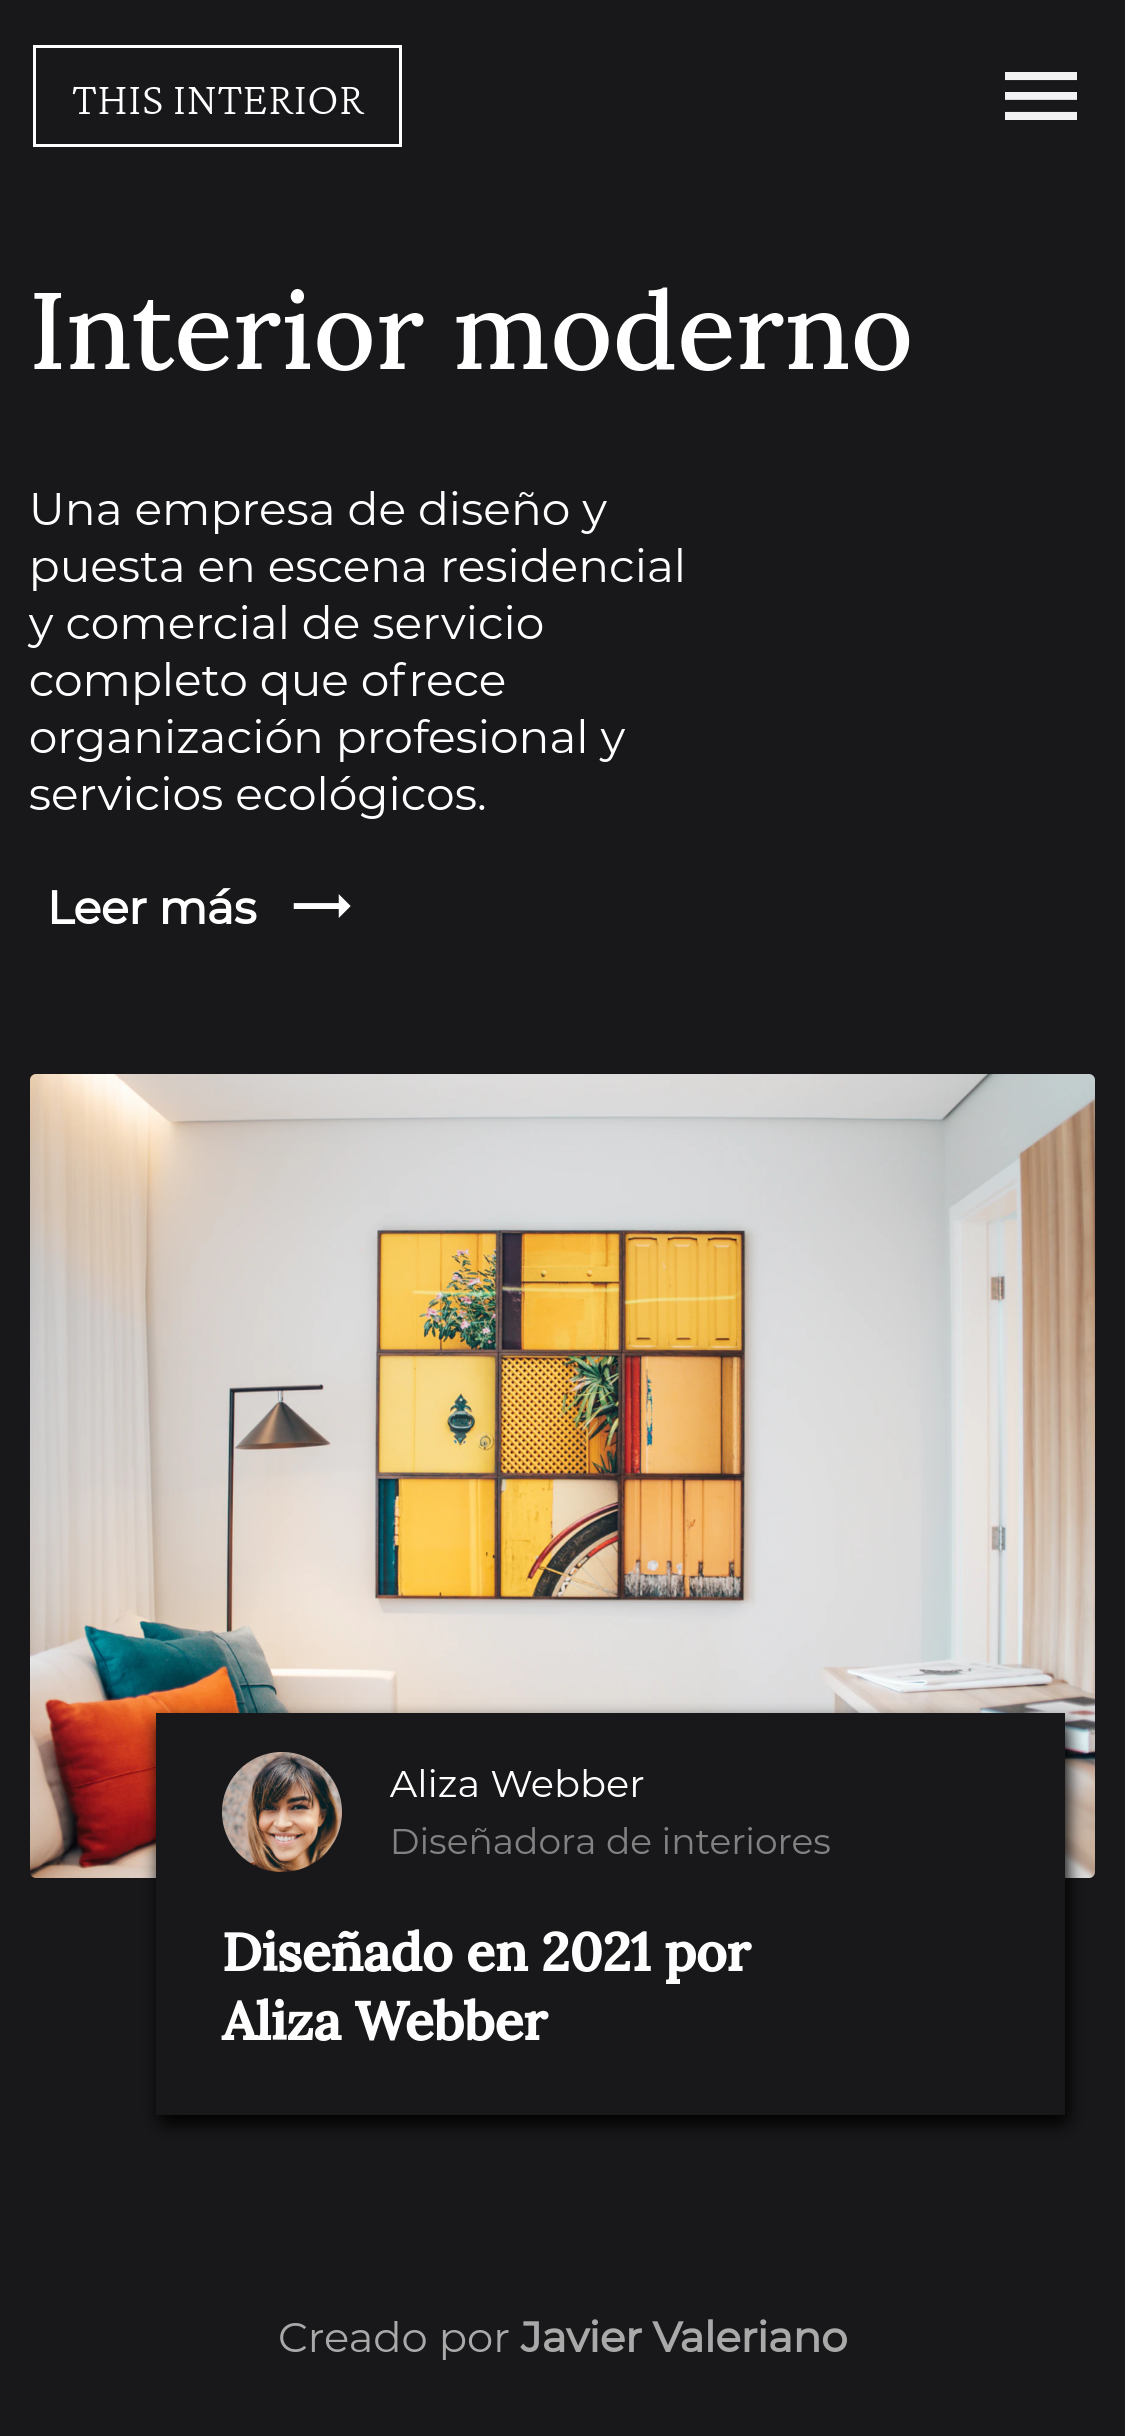 THIS INTERIOR
Interior moderno
Una empresa de diseño y
puesta en escena residencial
y comercial de servicio
completo que ofrece
organización profesional y
servicios ecológicos.
Leer más
Aliza Webber
Diseñadora de interiores
Diseñado en 2021 por
Aliza Webber
Creado por Javier Valeriano